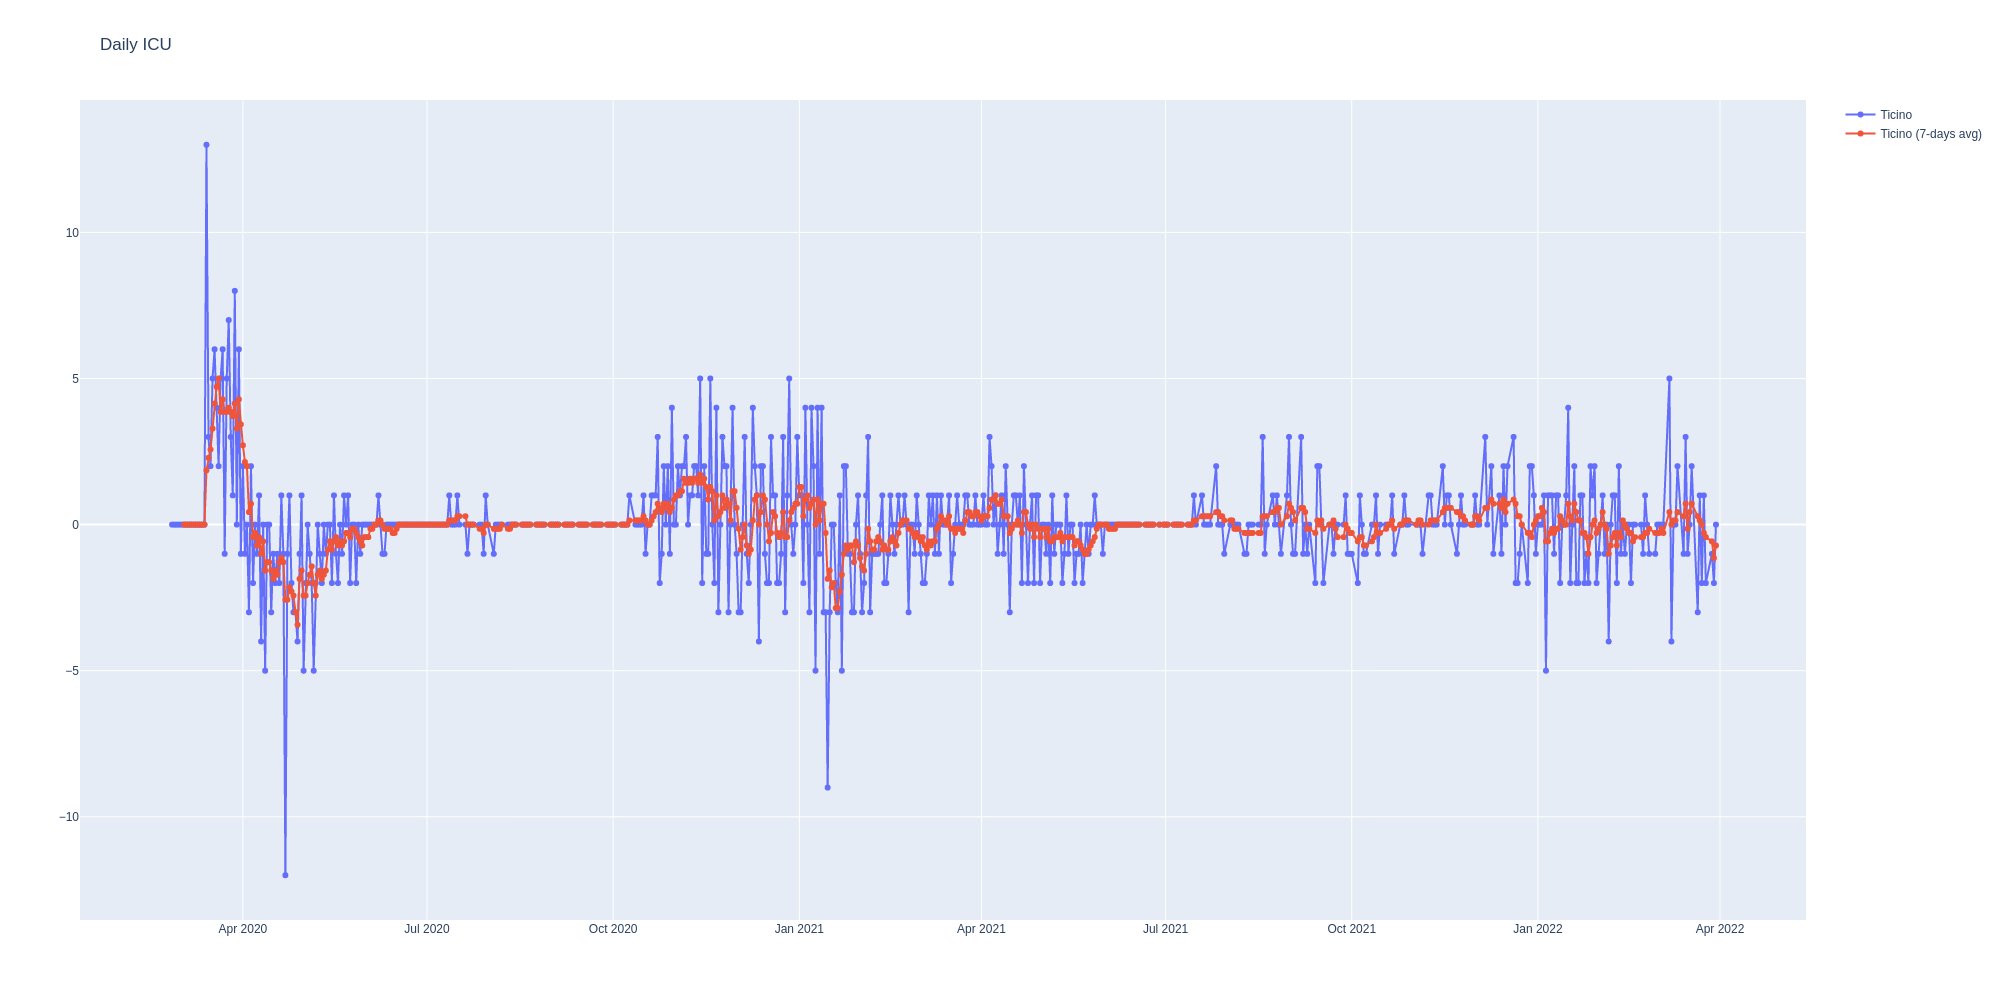 Daily ICU
Ticino
Ticino (7-days avg)
10
5
0
−5
−10
Apr 2020
Jul 2020
Oct 2020
Jan 2021
Apr 2021
Jul 2021
Oct 2021
Jan 2022
Apr 2022